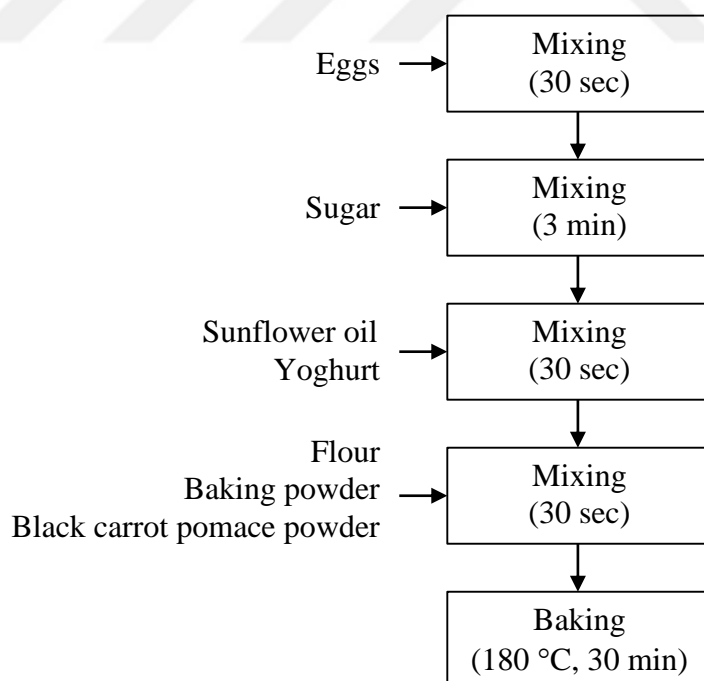 Eggs
Mixing
(30 sec)
Sugar
Mixing
(3 min)
Sunflower oil
Yoghurt
Mixing
(30 sec)
Flour
Baking powder
Black carrot pomace powder
Mixing
(30 sec)
Baking
(180 °C, 30 min)